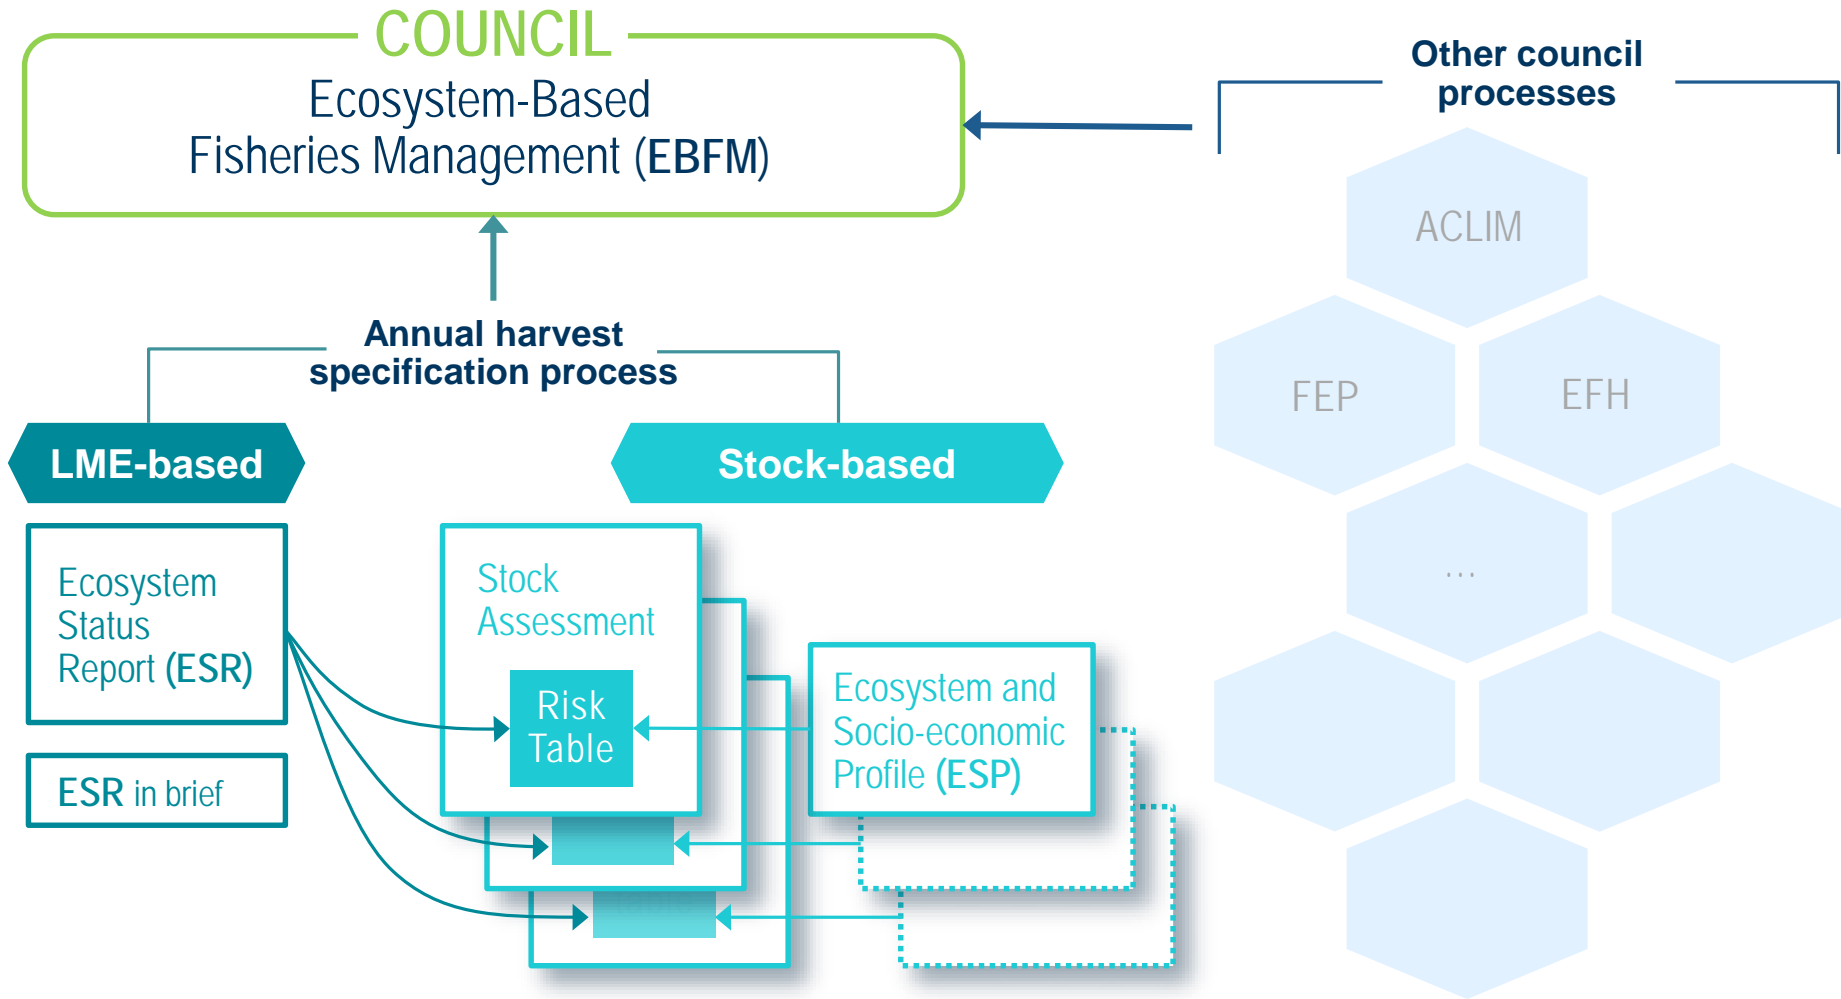 COUNCIL
Ecosystem-Based
Fisheries Management (EBFM)
Other council
processes
Annual harvest
specification process
LME-based
Stock-based
Ecosystem
Status
Report (ESR)
ESR in brief
Stock
Assessment
Risk
Table
Ecosystem and
Socio-economic
Profile (ESP)
ACLIM
FEP
EFH
...